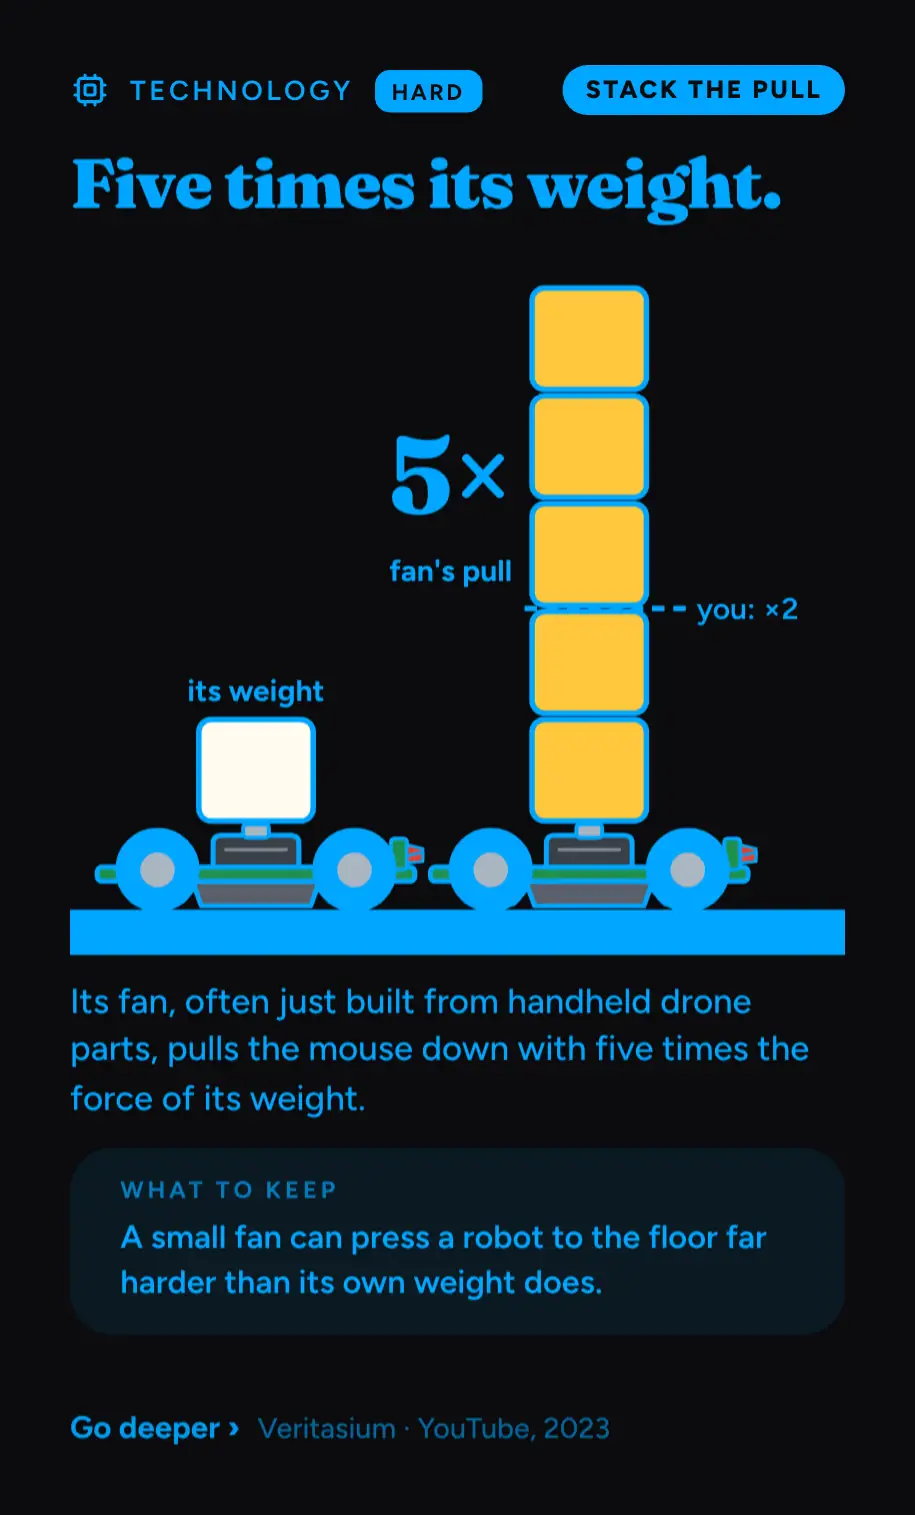 TECHNOLOGY
HARD
STACK THE PULL
Five times its weight.
5×
fan's pull
you: ×2
its weight
Its fan, often just built from handheld drone
parts, pulls the mouse down with five times the
force of its weight.
WHAT TO KEEP
A small fan can press a robot to the floor far
harder than its own weight does.
Go deeper › Veritasium · YouTube, 2023